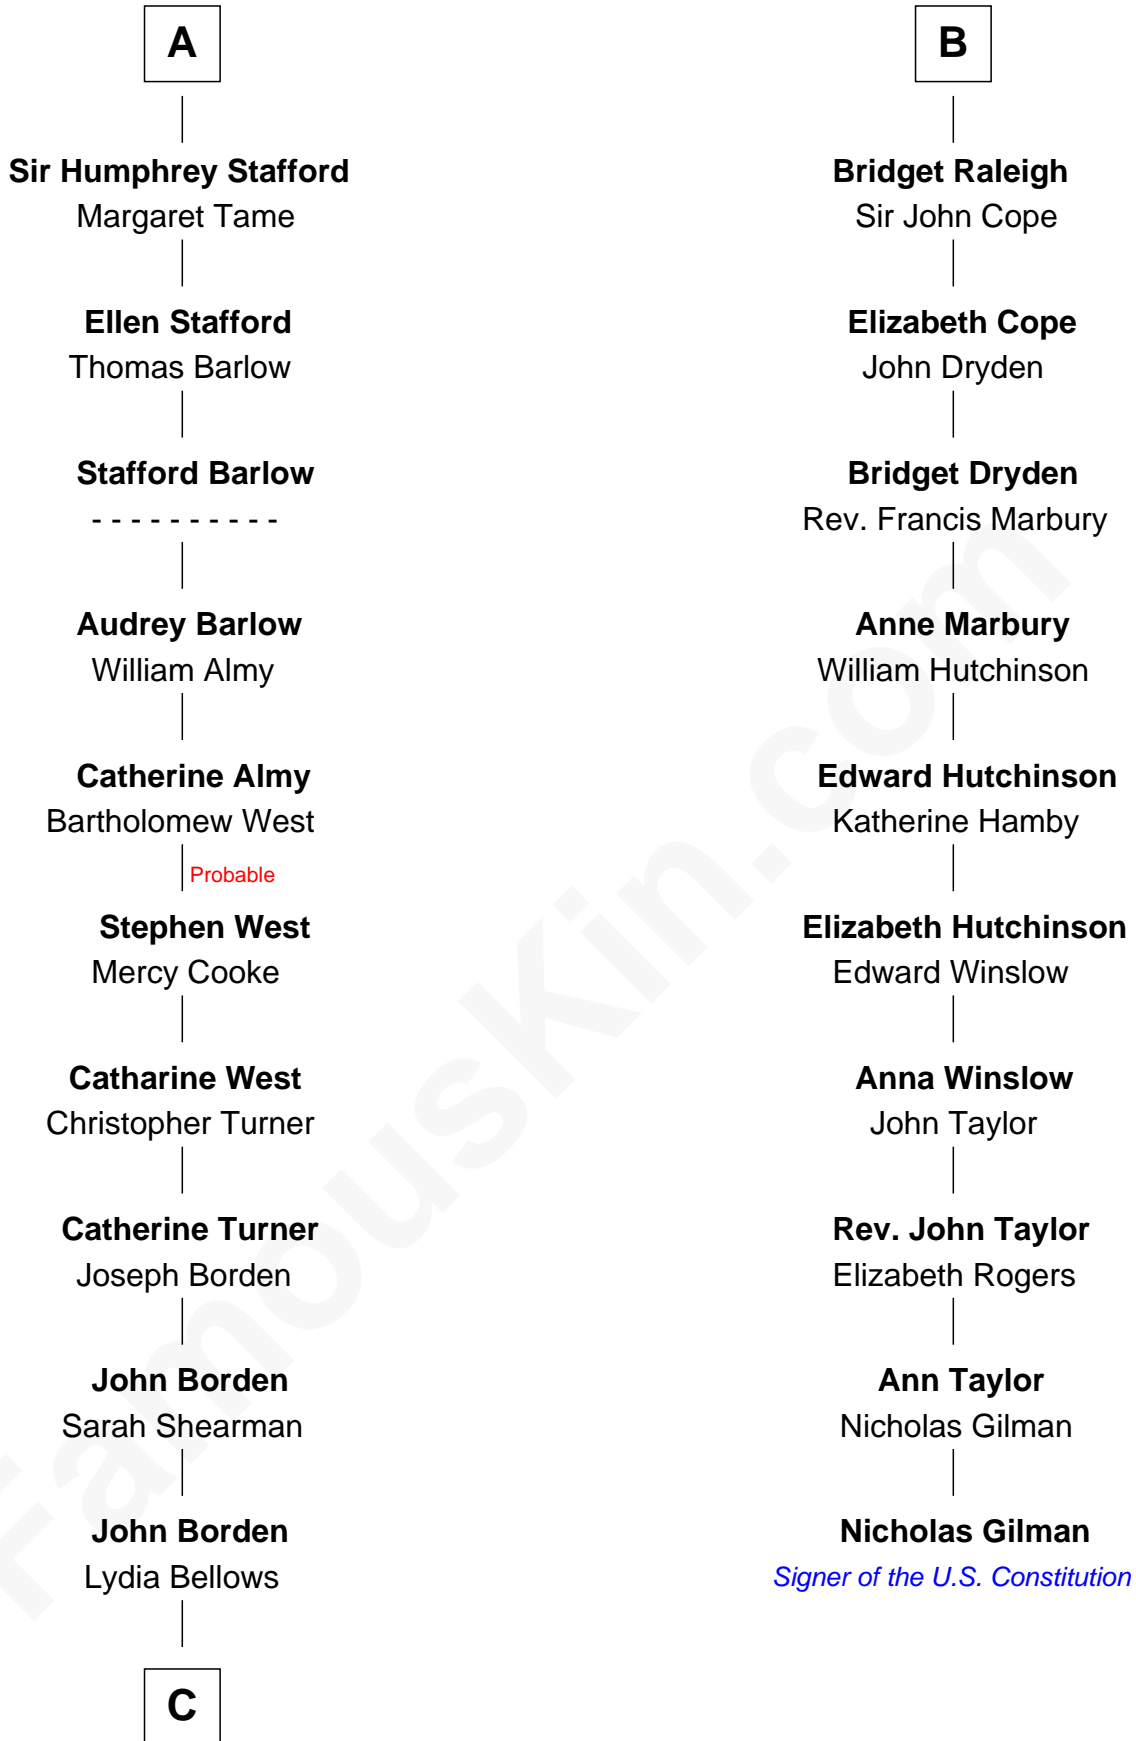 A
Sir Humphrey Stafford
Margaret Tame
Ellen Stafford
Thomas Barlow
Stafford Barlow
- - - - - - - - - -
Audrey Barlow
William Almy
Catherine Almy
Bartholomew West
Probable
Stephen West
Mercy Cooke
Catharine West
Christopher Turner
Catherine Turner
Joseph Borden
John Borden
Sarah Shearman
John Borden
Lydia Bellows
C
B
Bridget Raleigh
Sir John Cope
Elizabeth Cope
John Dryden
Bridget Dryden
Rev. Francis Marbury
Anne Marbury
William Hutchinson
Edward Hutchinson
Katherine Hamby
Elizabeth Hutchinson
Edward Winslow
Anna Winslow
John Taylor
Rev. John Taylor
Elizabeth Rogers
Ann Taylor
Nicholas Gilman
Nicholas Gilman
Signer of the U.S. Constitution
FamousKin.com